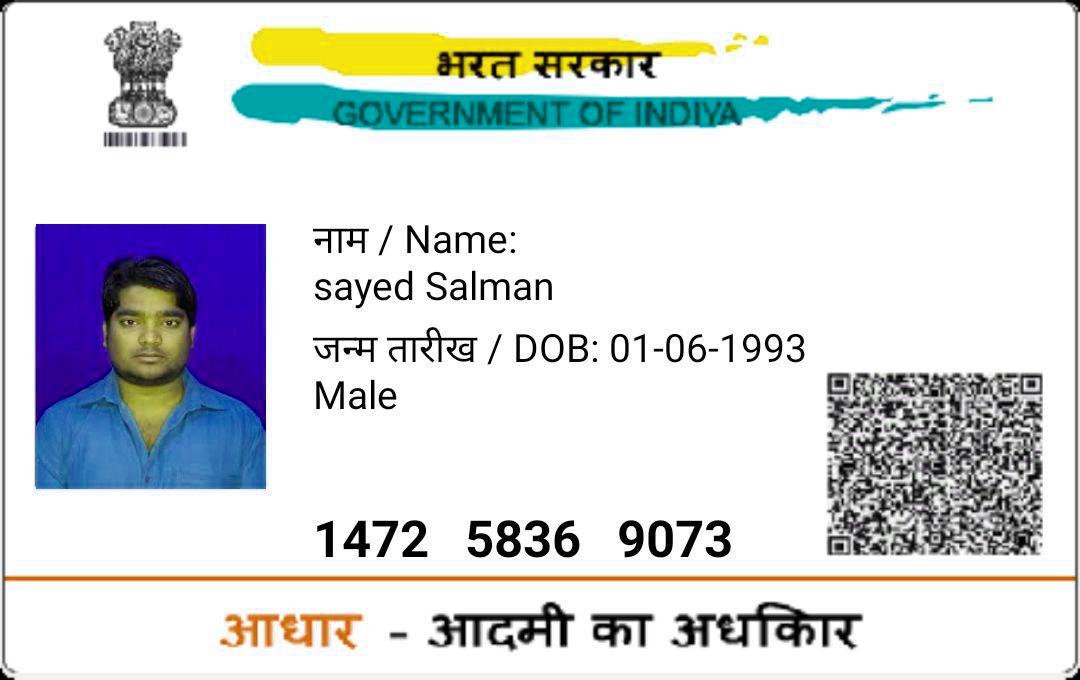 भरत सरकार
GOVERNMENT OF INDIYA
नाम / Name:
sayed Salman
जन्म तारीख / DOB: 01-06-1993
Male
1472 5836 9073
आधार - आदमी का अधकिार